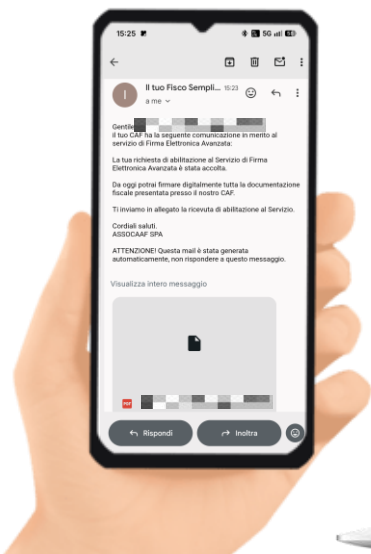 15:25
5G
Il tuo Fisco Sempli... 15:23
a me
Gentile
il tuo CAF ha la seguente comunicazione in merito al
servizio di Firma Elettronica Avanzata:
La tua richiesta di abilitazione al Servizio di Firma
Elettronica Avanzata è stata accolta.
Da oggi potrai firmare digitalmente tutta la documentazione
fiscale presentata presso il nostro CAF.
Ti inviamo in allegato la ricevuta di abilitazione al Servizio.
Cordiali saluti.
ASSOCAAF SPA
ATTENZIONE! Questa mail è stata generata
automaticamente, non rispondere a questo messaggio.
Visualizza intero messaggio
PDF
Rispondi
Inoltra